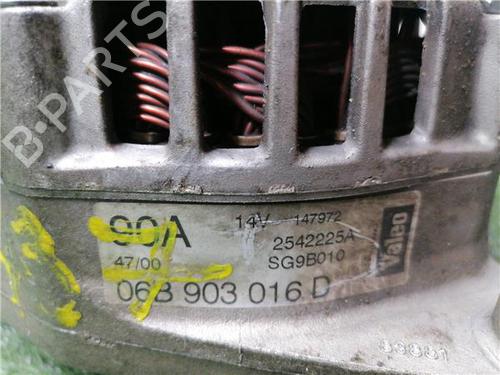 B-PARTS
90A 14V 147972
2542225A
47/00 SG9B010
06B 903 016 D
Valeo